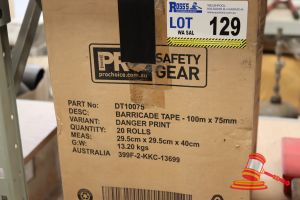 ROSS'S
LOT
129
WA SAL
PRO SAFETY
GEAR
prochoice.com.au
PART No: DT10075
DESC: BARRICADE TAPE - 100m x 75mm
VARIANT: DANGER PRINT
QUANTITY: 20 ROLLS
MEAS: 29.5cm x 29.5cm x 40cm
G.W: 13.20 kgs
AUSTRALIA 399F-2-KKC-13699